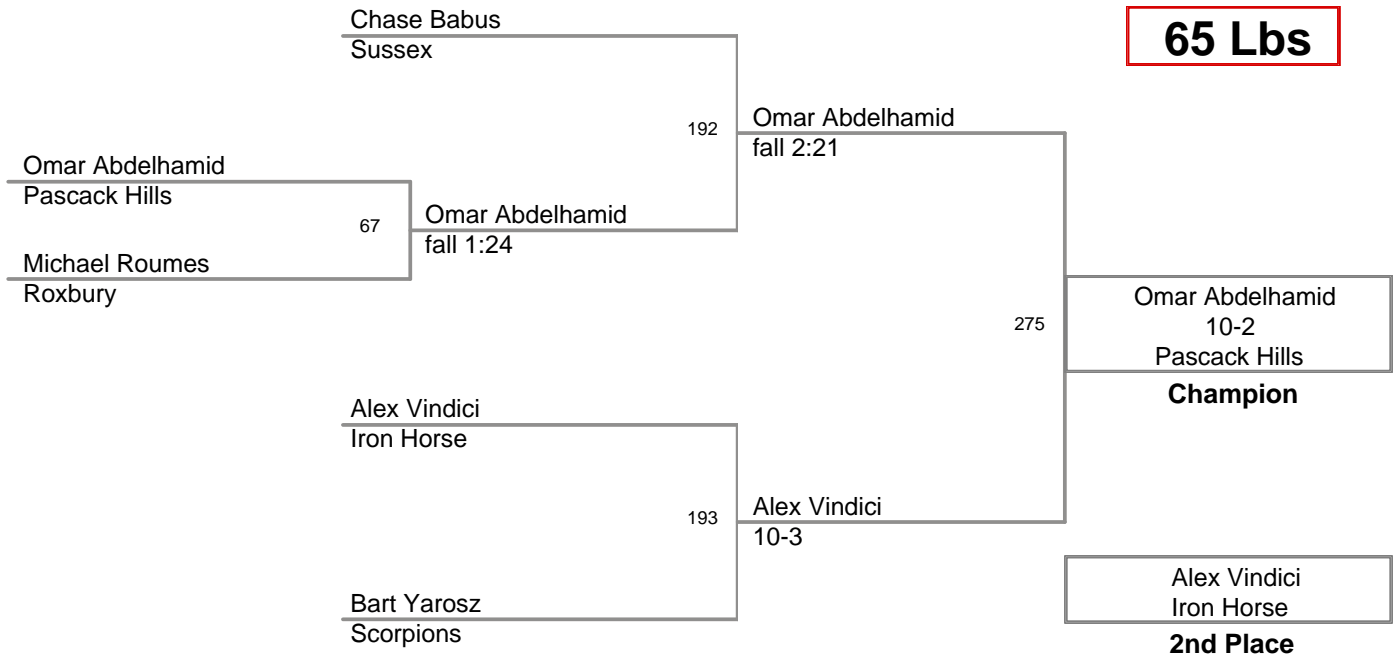 Chase Babus
Sussex
65 Lbs
192
Omar Abdelhamid
fall 2:21
Omar Abdelhamid
Pascack Hills
67
Omar Abdelhamid
fall 1:24
Michael Roumes
Roxbury
275
Omar Abdelhamid
10-2
Pascack Hills
Champion
Alex Vindici
Iron Horse
193
Alex Vindici
10-3
Bart Yarosz
Scorpions
Alex Vindici
Iron Horse
2nd Place